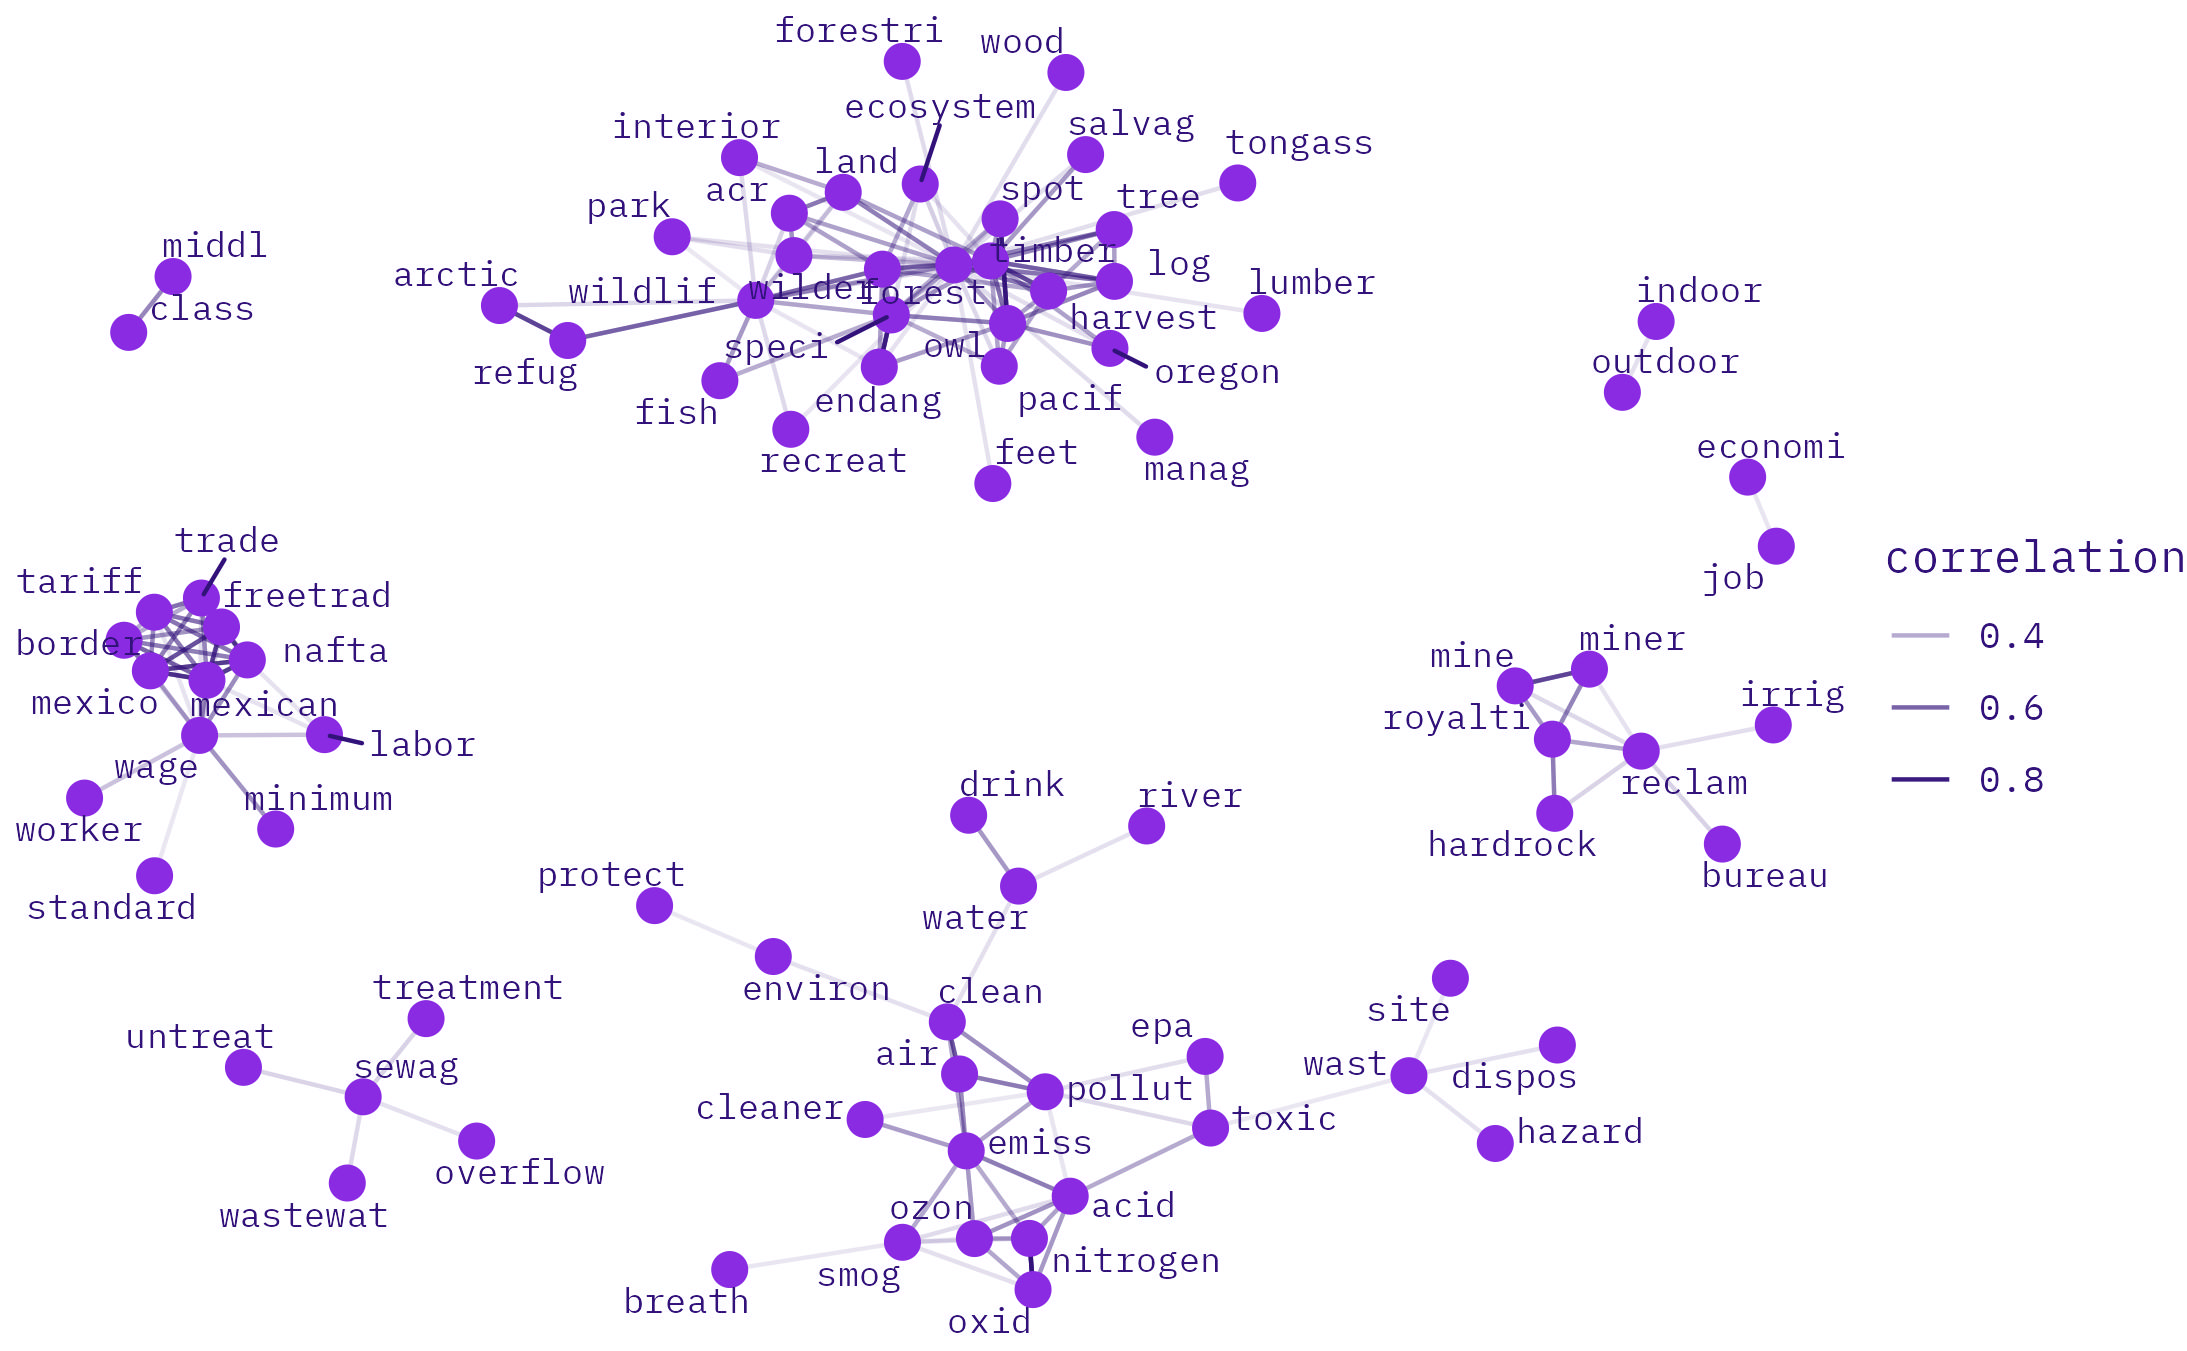 forestri
wood
ecosystem
interior
salvag
tongass
land
acr
spot
tree
park
middl
arctic
timber
log
class
wildlif
wilder
forest
lumber
indoor
harvest
speci
owl
outdoor
refug
oregon
fish
endang
pacif
recreat
feet
manag
economi
trade
tariff
freetrad
job
correlation
0.4
0.6
0.8
border
nafta
mexico
mexican
labor
wage
minimum
worker
standard
mine
miner
royalti
irrig
reclam
hardrock
bureau
drink
river
protect
water
environ
clean
treatment
untreat
sewag
overflow
wastewat
epa
air
pollut
cleaner
toxic
emiss
site
wast
dispos
hazard
ozon
acid
smog
nitrogen
breath
oxid